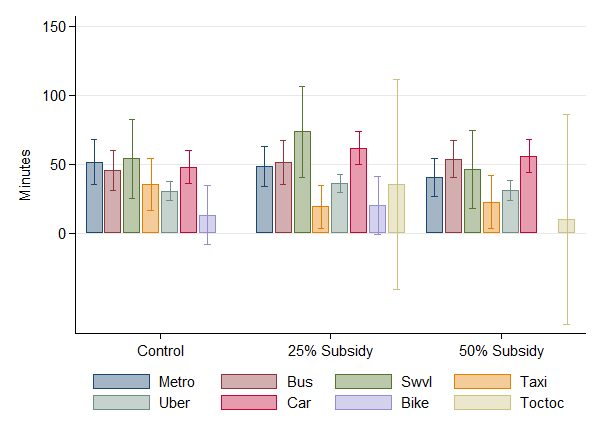 150
100
50
0
Minutes
Control 25% Subsidy 50% Subsidy
Metro Bus Swvl Taxi
Uber Car Bike Toctoc